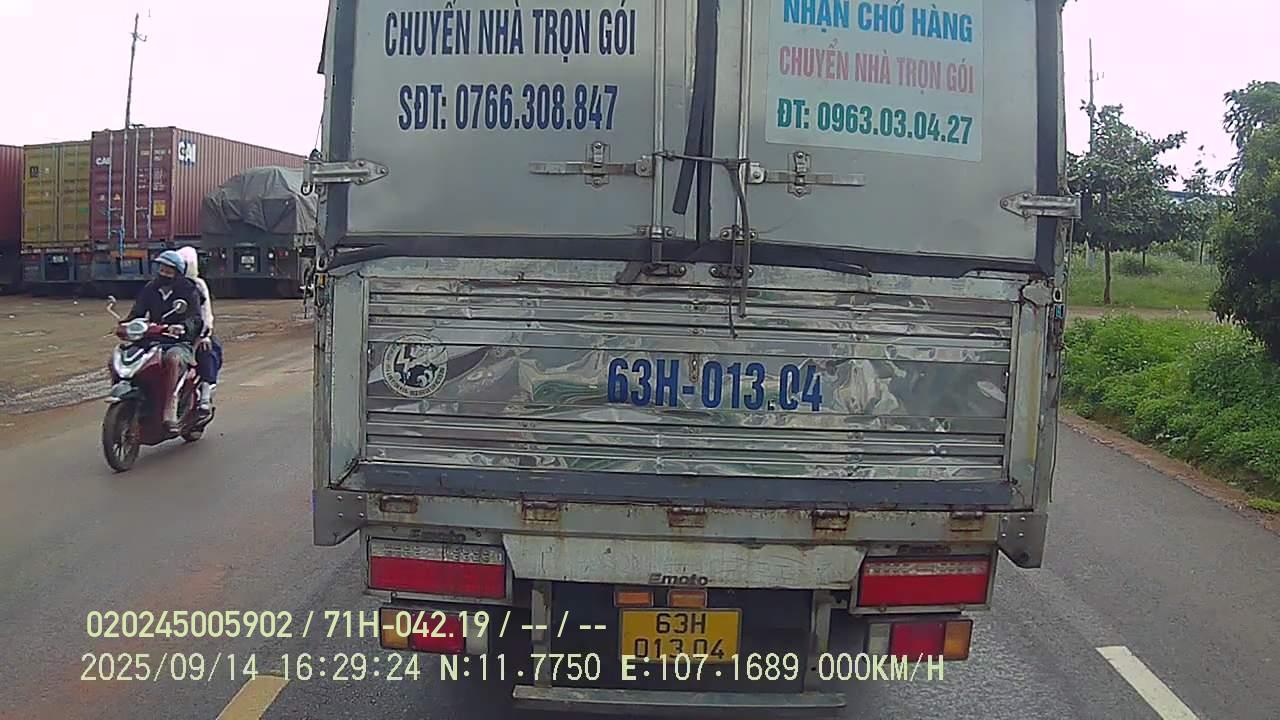 CHUYỂN NHÀ TRỌN GÓI
SĐT: 0766.308.847
NHẬN CHỞ HÀNG
CHUYỂN NHÀ TRỌN GÓI
ĐT: 0963.03.04.27
CAI
63H-013.04
Emoto
63H
013.04
020245005902 / 71H-042.19 / -- / --
2025/09/14 16:29:24 N:11.7750 E:107.1689 000KM/H